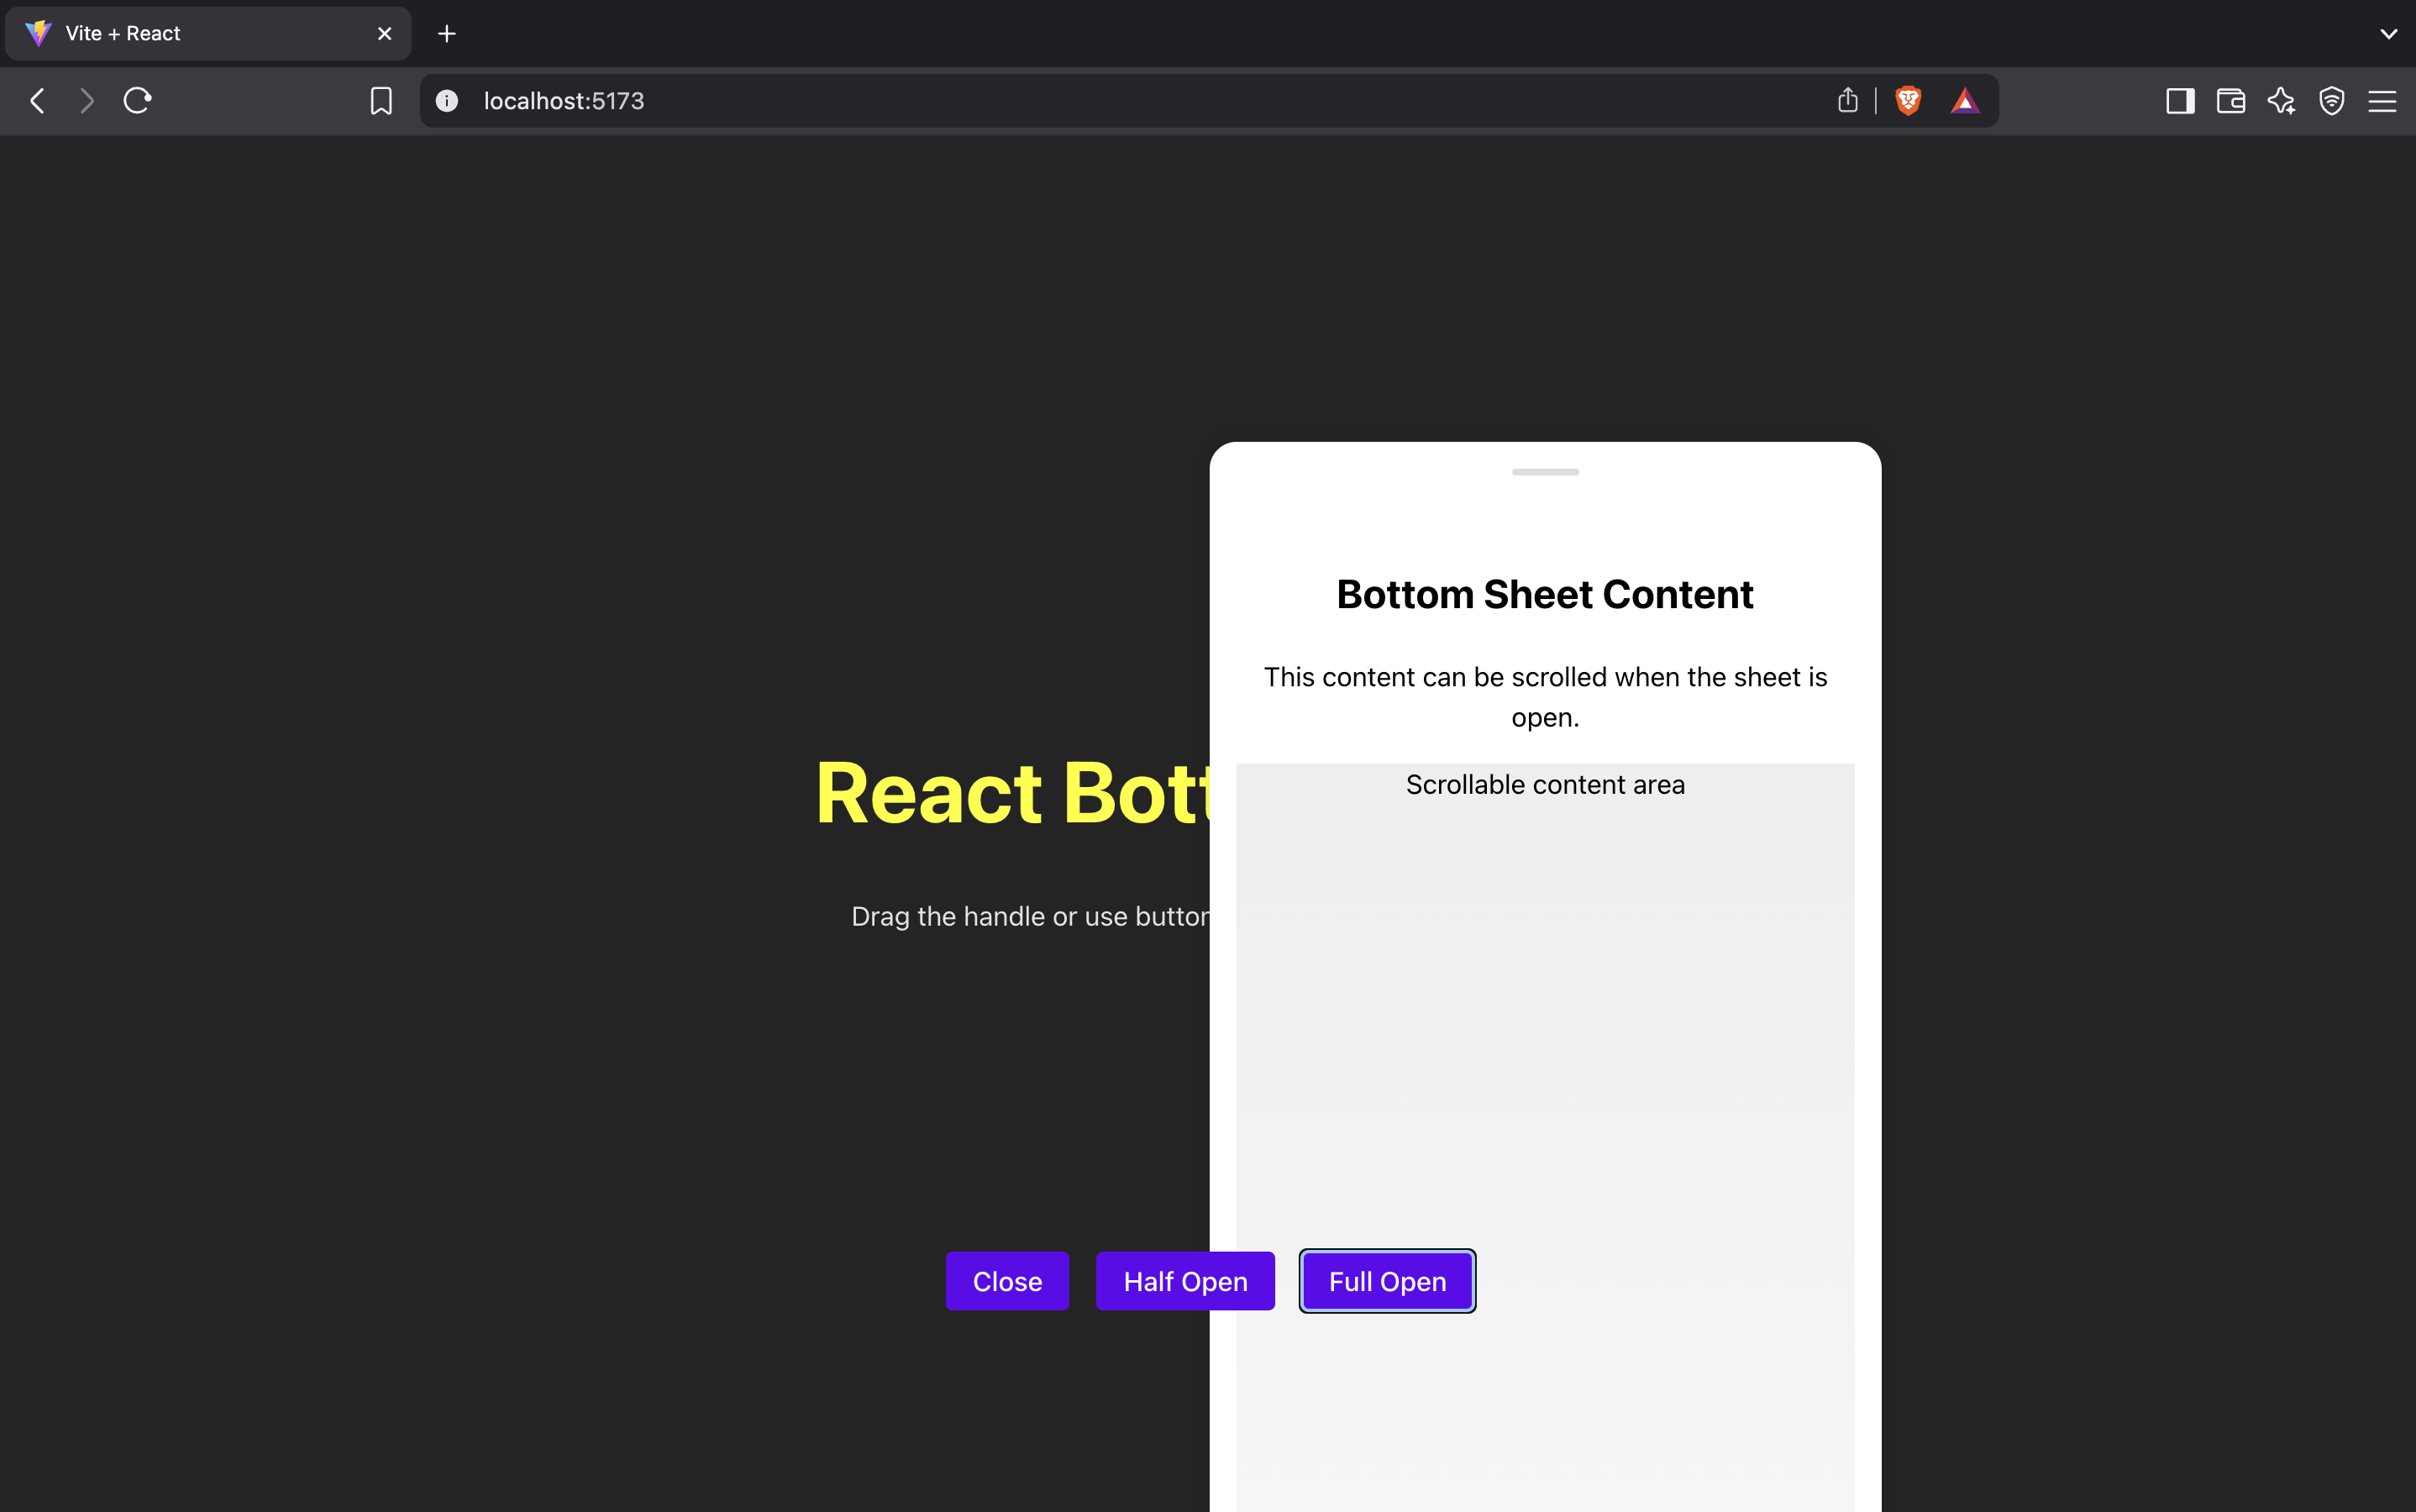 Vite + React
localhost:5173
Bottom Sheet Content
This content can be scrolled when the sheet is
open.
Scrollable content area
React Bott
Drag the handle or use button
Close
Half Open
Full Open